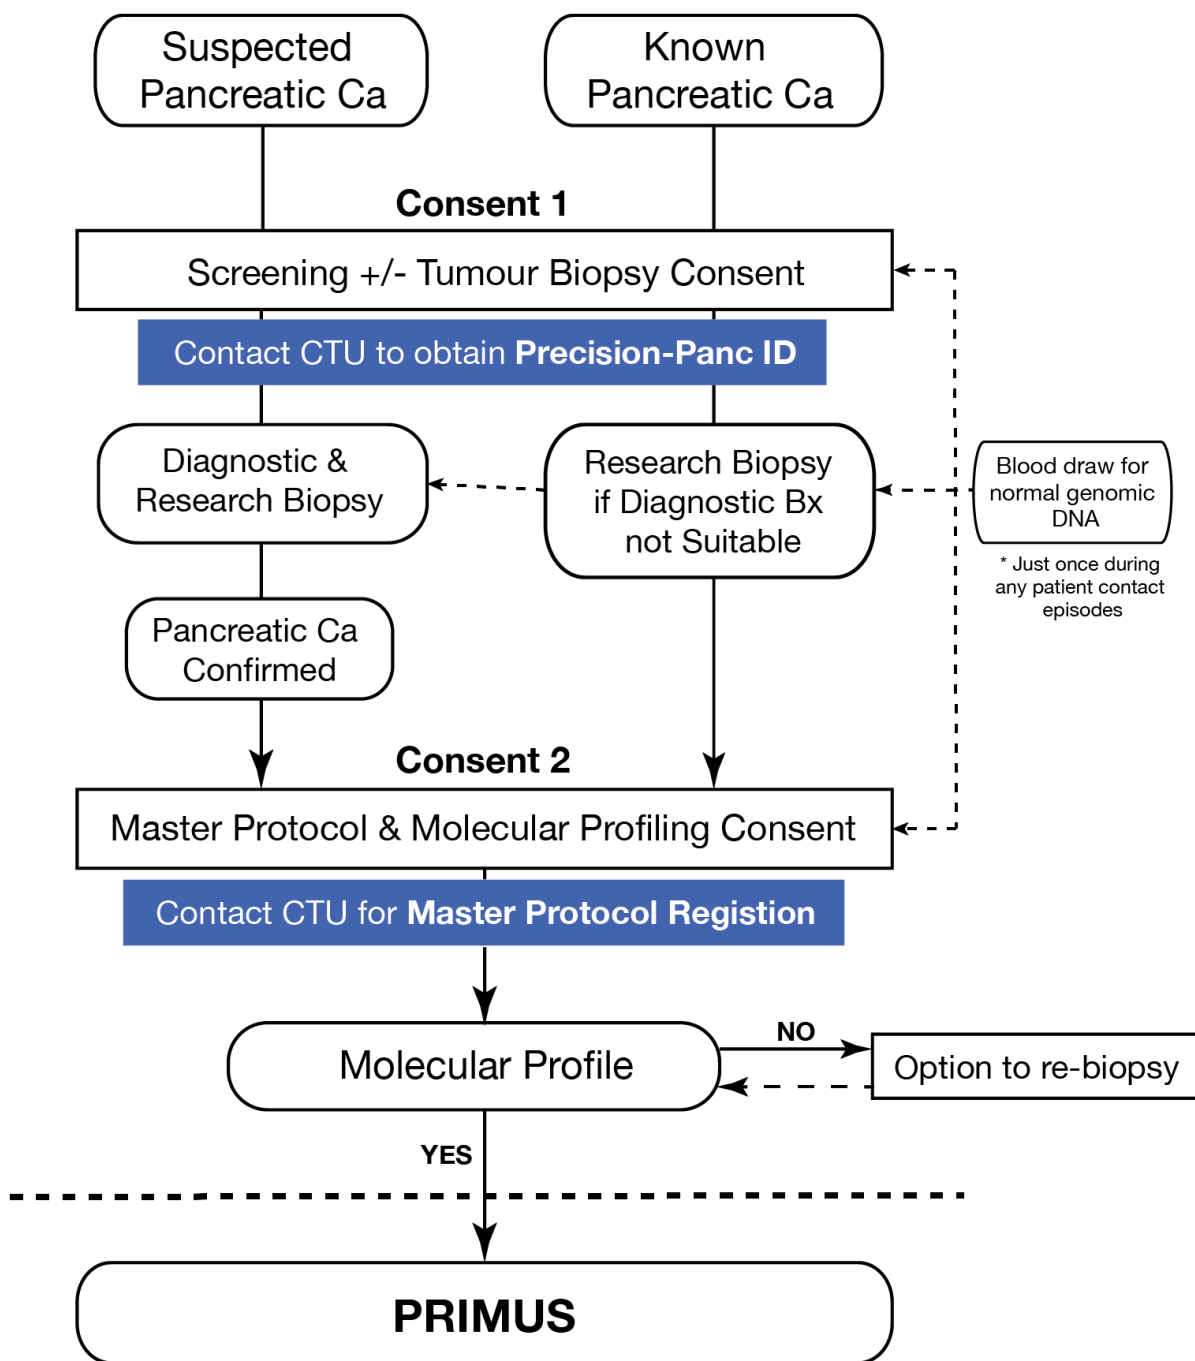 Suspected
Pancreatic Ca
Known
Pancreatic Ca
Consent 1
Screening +/- Tumour Biopsy Consent
Contact CTU to obtain Precision-Panc ID
Diagnostic &
Research Biopsy
Research Biopsy
if Diagnostic Bx
not Suitable
Blood draw for
normal genomic
DNA
* Just once during
any patient contact
episodes
Pancreatic Ca
Confirmed
Consent 2
Master Protocol & Molecular Profiling Consent
Contact CTU for Master Protocol Registion
Molecular Profile
NO
Option to re-biopsy
YES
PRIMUS